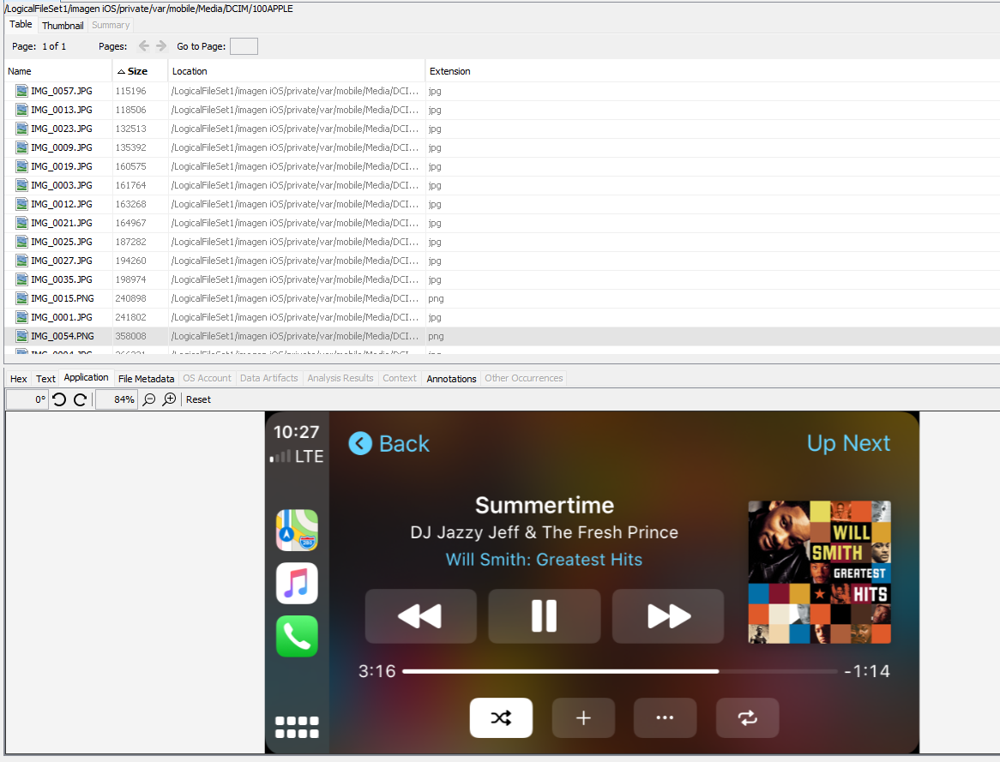 /LogicalFileSet1/imagen iOS/private/var/mobile/Media/DCIM/100APPLE
Table Thumbnail Summary
Page: 1 of 1 Pages: Go to Page:
Name Size Location Extension
IMG_0057.JPG 115196 /LogicalFileSet1/imagen iOS/private/var/mobile/Media/DCI... jpg
IMG_0013.JPG 118506 /LogicalFileSet1/imagen iOS/private/var/mobile/Media/DCI... jpg
IMG_0023.JPG 132513 /LogicalFileSet1/imagen iOS/private/var/mobile/Media/DCI... jpg
IMG_0009.JPG 135392 /LogicalFileSet1/imagen iOS/private/var/mobile/Media/DCI... jpg
IMG_0019.JPG 160575 /LogicalFileSet1/imagen iOS/private/var/mobile/Media/DCI... jpg
IMG_0003.JPG 161764 /LogicalFileSet1/imagen iOS/private/var/mobile/Media/DCI... jpg
IMG_0012.JPG 163268 /LogicalFileSet1/imagen iOS/private/var/mobile/Media/DCI... jpg
IMG_0021.JPG 164967 /LogicalFileSet1/imagen iOS/private/var/mobile/Media/DCI... jpg
IMG_0025.JPG 187282 /LogicalFileSet1/imagen iOS/private/var/mobile/Media/DCI... jpg
IMG_0027.JPG 194260 /LogicalFileSet1/imagen iOS/private/var/mobile/Media/DCI... jpg
IMG_0035.JPG 198974 /LogicalFileSet1/imagen iOS/private/var/mobile/Media/DCI... jpg
IMG_0015.PNG 240898 /LogicalFileSet1/imagen iOS/private/var/mobile/Media/DCI... png
IMG_0001.JPG 241802 /LogicalFileSet1/imagen iOS/private/var/mobile/Media/DCI... jpg
IMG_0054.PNG 358008 /LogicalFileSet1/imagen iOS/private/var/mobile/Media/DCI... png
Hex Text Application File Metadata OS Account Data Artifacts Analysis Results Context Annotations Other Occurrences
0° 84% Reset
10:27
LTE
Back
Up Next
Summertime
DJ Jazzy Jeff & The Fresh Prince
Will Smith: Greatest Hits
WILL
SMITH
GREATEST
HITS
280
3:16 -1:14